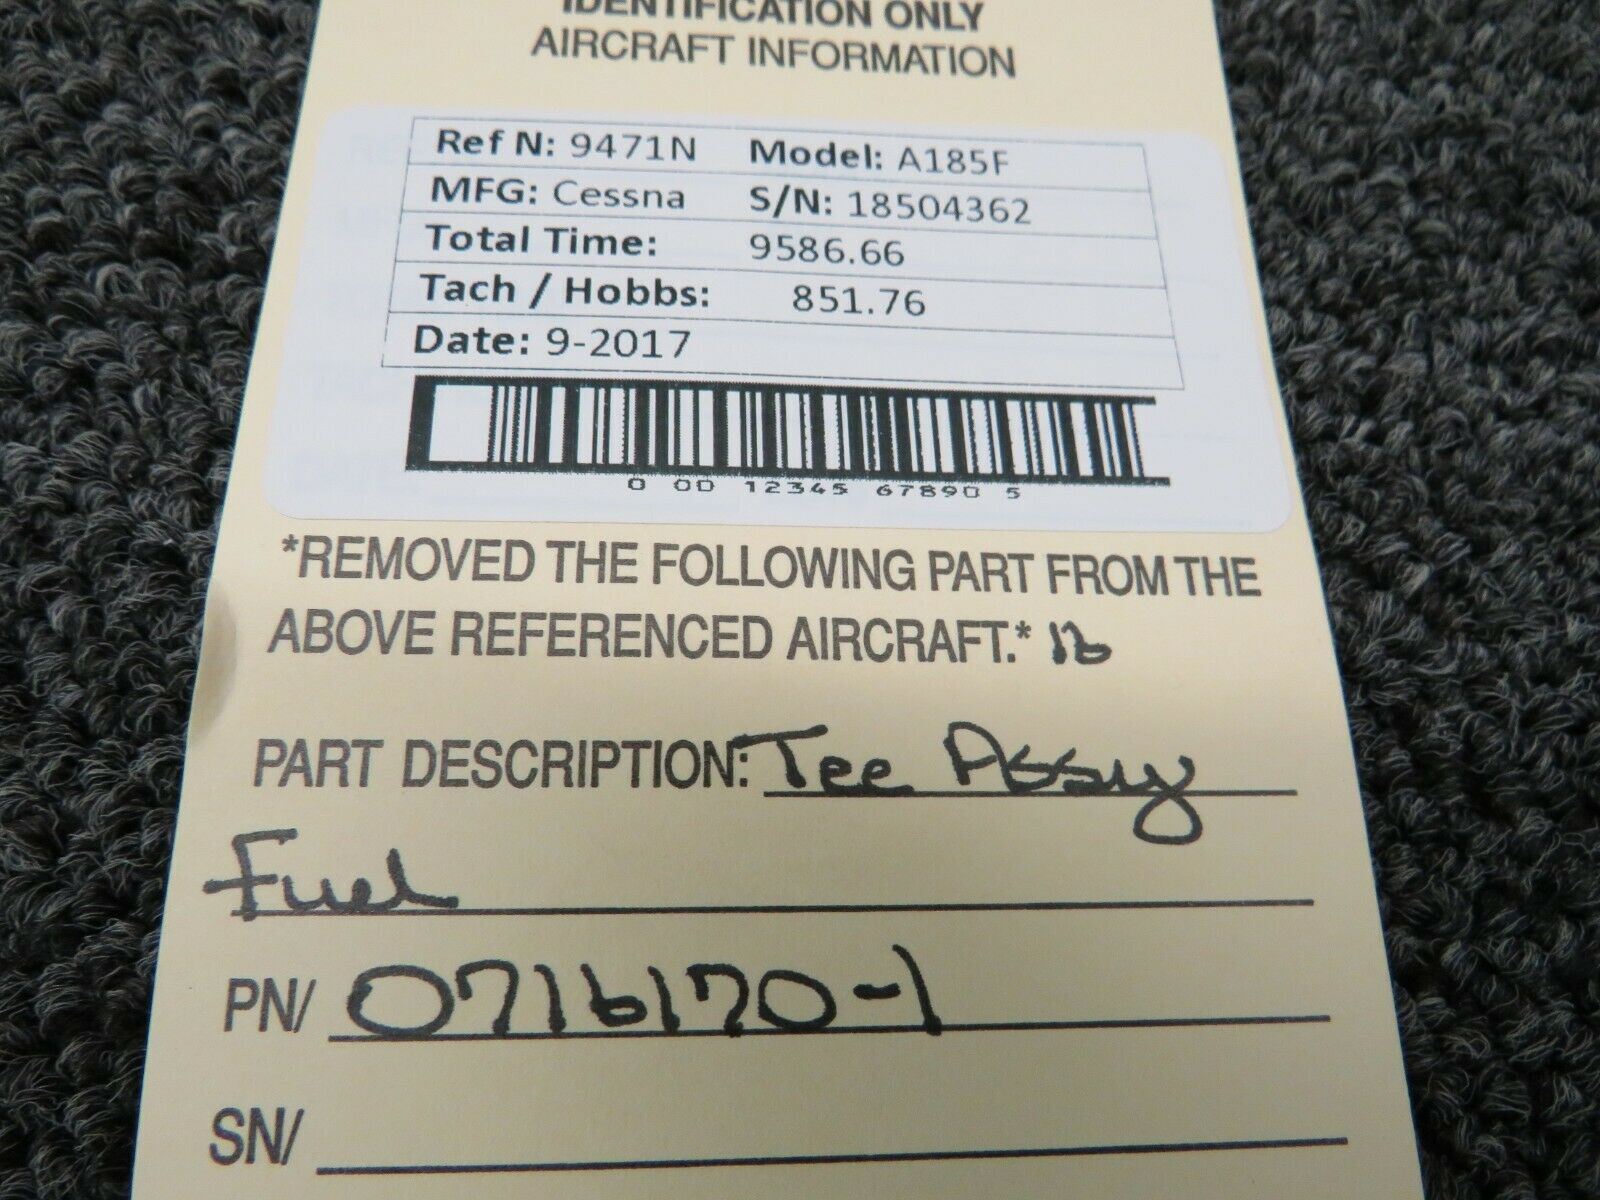 IDENTIFICATION ONLY
AIRCRAFT INFORMATION
Ref N: 9471N Model: A185F
MFG: Cessna S/N: 18504362
Total Time: 9586.66
Tach / Hobbs: 851.76
Date: 9-2017
0 00 12345 67890 5
*REMOVED THE FOLLOWING PART FROM THE
ABOVE REFERENCED AIRCRAFT.*
PART DESCRIPTION: Tee Assy
Fuel
PN/ 0716170-1
SN/